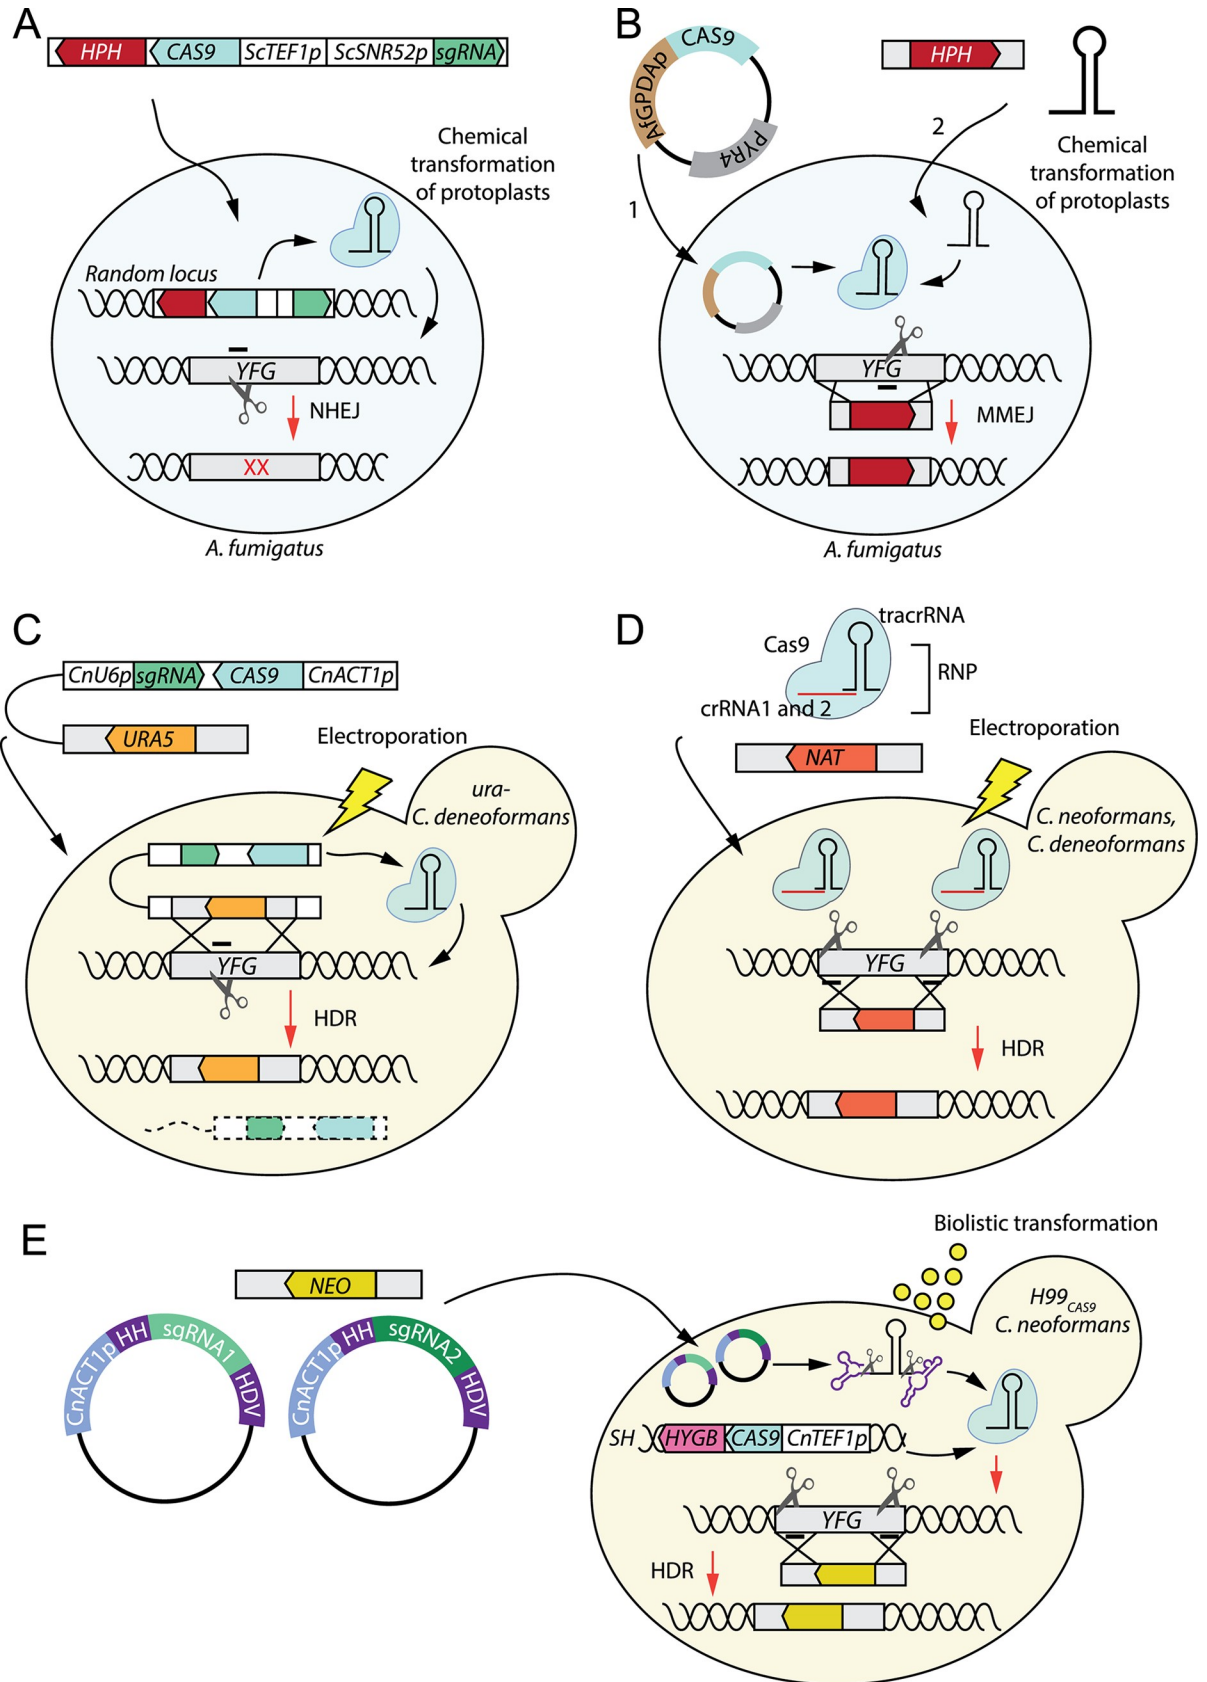 A
HPH CAS9 ScTEF1p ScSNR52p sgRNA
Chemical
transformation
of protoplasts
Random locus
YFG
NHEJ
XX
A. fumigatus
B
CAS9
AfGPDAp
PYR4
HPH
1
2
Chemical
transformation
of protoplasts
YFG
MMEJ
A. fumigatus
C
CnU6p sgRNA CAS9 CnACT1p
URA5
Electroporation
ura-
C. deneoformans
YFG
HDR
D
tracrRNA
Cas9
RNP
crRNA1 and 2
NAT
Electroporation
C. neoformans,
C. deneoformans
YFG
HDR
E
NEO
CnACT1p HH sgRNA1 HDV
CnACT1p HH sgRNA2 HDV
Biolistic transformation
H99CAS9
C. neoformans
SH HYGB CAS9 CnTEF1p
YFG
HDR